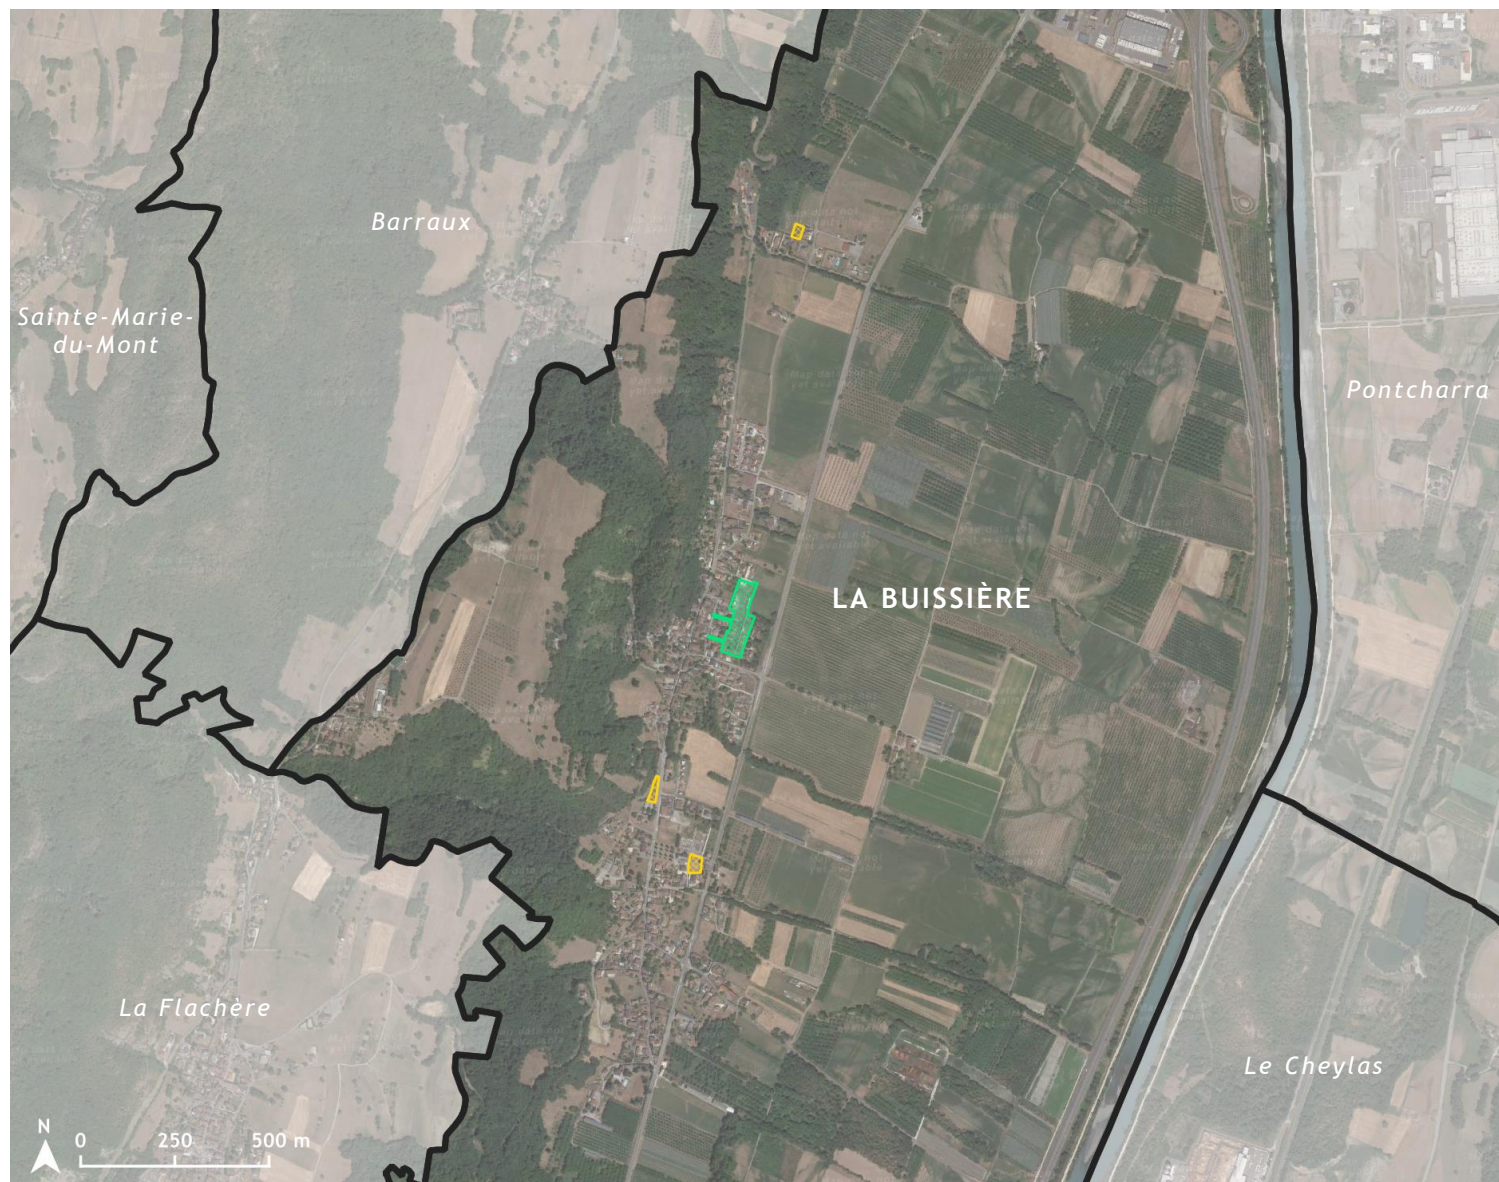 Barraux
Sainte-Marie-
du-Mont
Pontcharra
LA BUISSIÈRE
La Flachère
Le Cheylas
N
0 250 500 m